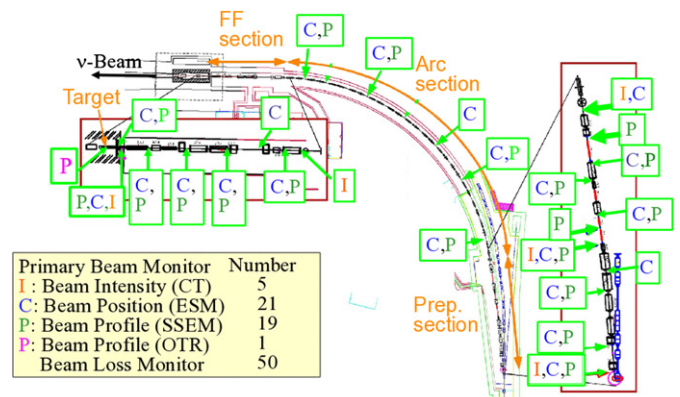 FF
section
C,P
C,P
Arc
section
ν-Beam
Target
C,P
C
C
I,C
P
C,P
P
C,P
C,P
C,P
P
I,C,P
C
C,P
C,P
I,C,P
P
P,C,I
C,
P
C,
P
C,
P
C,P
I
C,P
Prep.
section
Primary Beam Monitor Number
I : Beam Intensity (CT) 5
C: Beam Position (ESM) 21
P: Beam Profile (SSEM) 19
P: Beam Profile (OTR) 1
Beam Loss Monitor 50